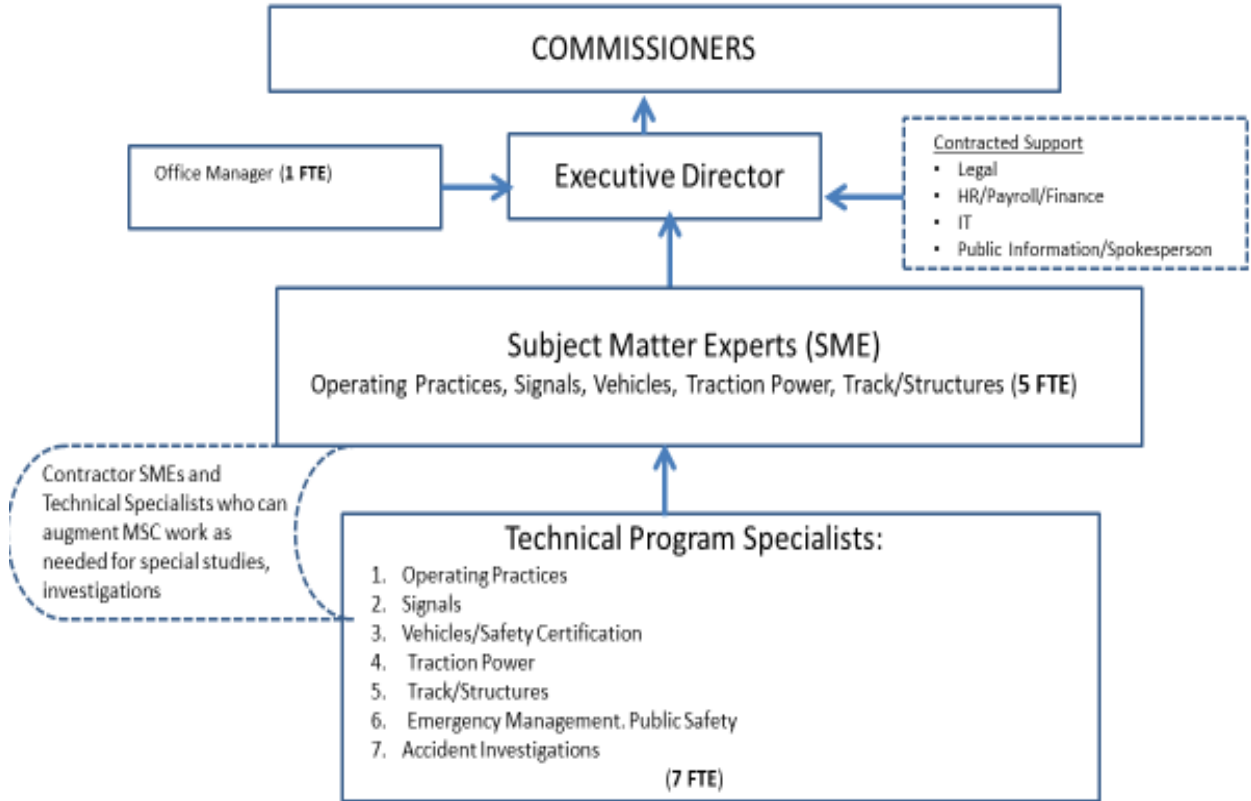 COMMISSIONERS
Office Manager (1 FTE)
Executive Director
Contracted Support
• Legal
• HR/Payroll/Finance
• IT
• Public Information/Spokesperson
Subject Matter Experts (SME)
Operating Practices, Signals, Vehicles, Traction Power, Track/Structures (5 FTE)
Contractor SMEs and
Technical Specialists who can
augment MSC work as
needed for special studies,
investigations
Technical Program Specialists:
1. Operating Practices
2. Signals
3. Vehicles/Safety Certification
4. Traction Power
5. Track/Structures
6. Emergency Management. Public Safety
7. Accident Investigations
(7 FTE)